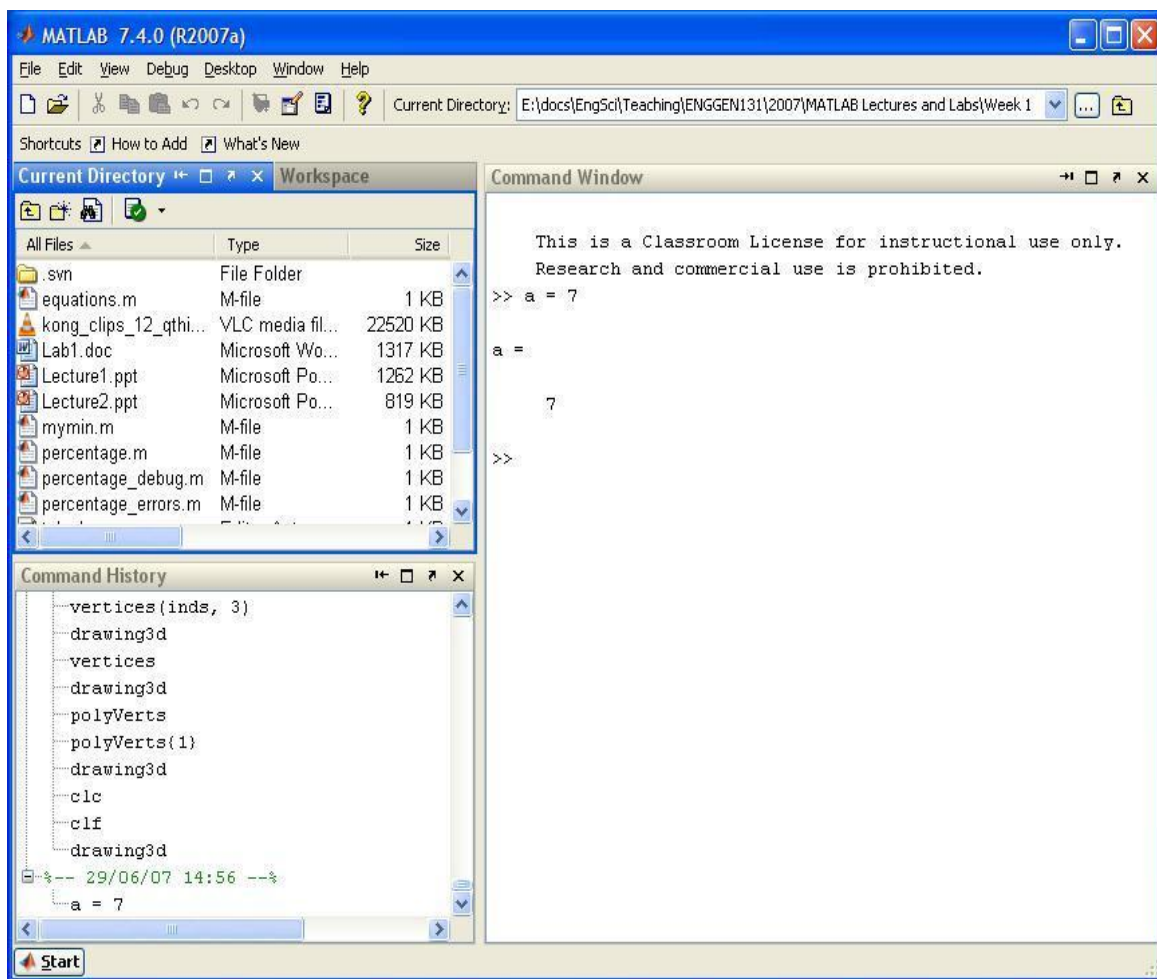 MATLAB 7.4.0 (R2007a)
File Edit View Debug Desktop Window Help
Current Directory: E:\docs\EngSci\Teaching\ENGGEN131\2007\MATLAB Lectures and Labs\Week 1
Shortcuts How to Add What's New
Current Directory Workspace
All Files Type Size
.svn File Folder
equations.m M-file 1 KB
kong_clips_12_qthi... VLC media fil... 22520 KB
Lab1.doc Microsoft Wo... 1317 KB
Lecture1.ppt Microsoft Po... 1262 KB
Lecture2.ppt Microsoft Po... 819 KB
mymin.m M-file 1 KB
percentage.m M-file 1 KB
percentage_debug.m M-file 1 KB
percentage_errors.m M-file 1 KB
Command History
vertices(inds, 3)
drawing3d
vertices
drawing3d
polyVerts
polyVerts{1}
drawing3d
clc
clf
drawing3d
%-- 29/06/07 14:56 --%
a = 7
Start
Command Window
This is a Classroom License for instructional use only.
Research and commercial use is prohibited.
>> a = 7
a =
7
>>